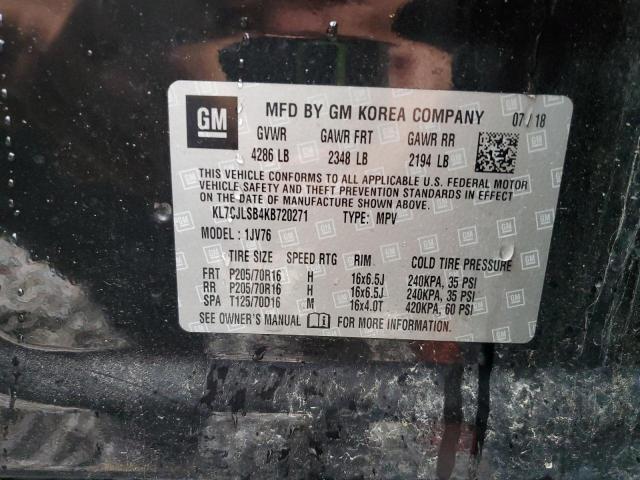 GM MFD BY GM KOREA COMPANY 07/18
GVWR GAWR FRT GAWR RR
4286 LB 2348 LB 2194 LB
THIS VEHICLE CONFORMS TO ALL APPLICABLE U.S. FEDERAL MOTOR
VEHICLE SAFETY AND THEFT PREVENTION STANDARDS IN EFFECT
ON THE DATE OF MANUFACTURE SHOWN ABOVE.
KL7CJLSB4KB720271 TYPE: MPV
MODEL: 1JV76
TIRE SIZE SPEED RTG RIM COLD TIRE PRESSURE
FRT P205/70R16 H 16x6.5J 240KPA, 35 PSI
RR P205/70R16 H 16x6.5J 240KPA, 35 PSI
SPA T125/70D16 M 16x4.0T 420KPA, 60 PSI
SEE OWNER'S MANUAL FOR MORE INFORMATION.